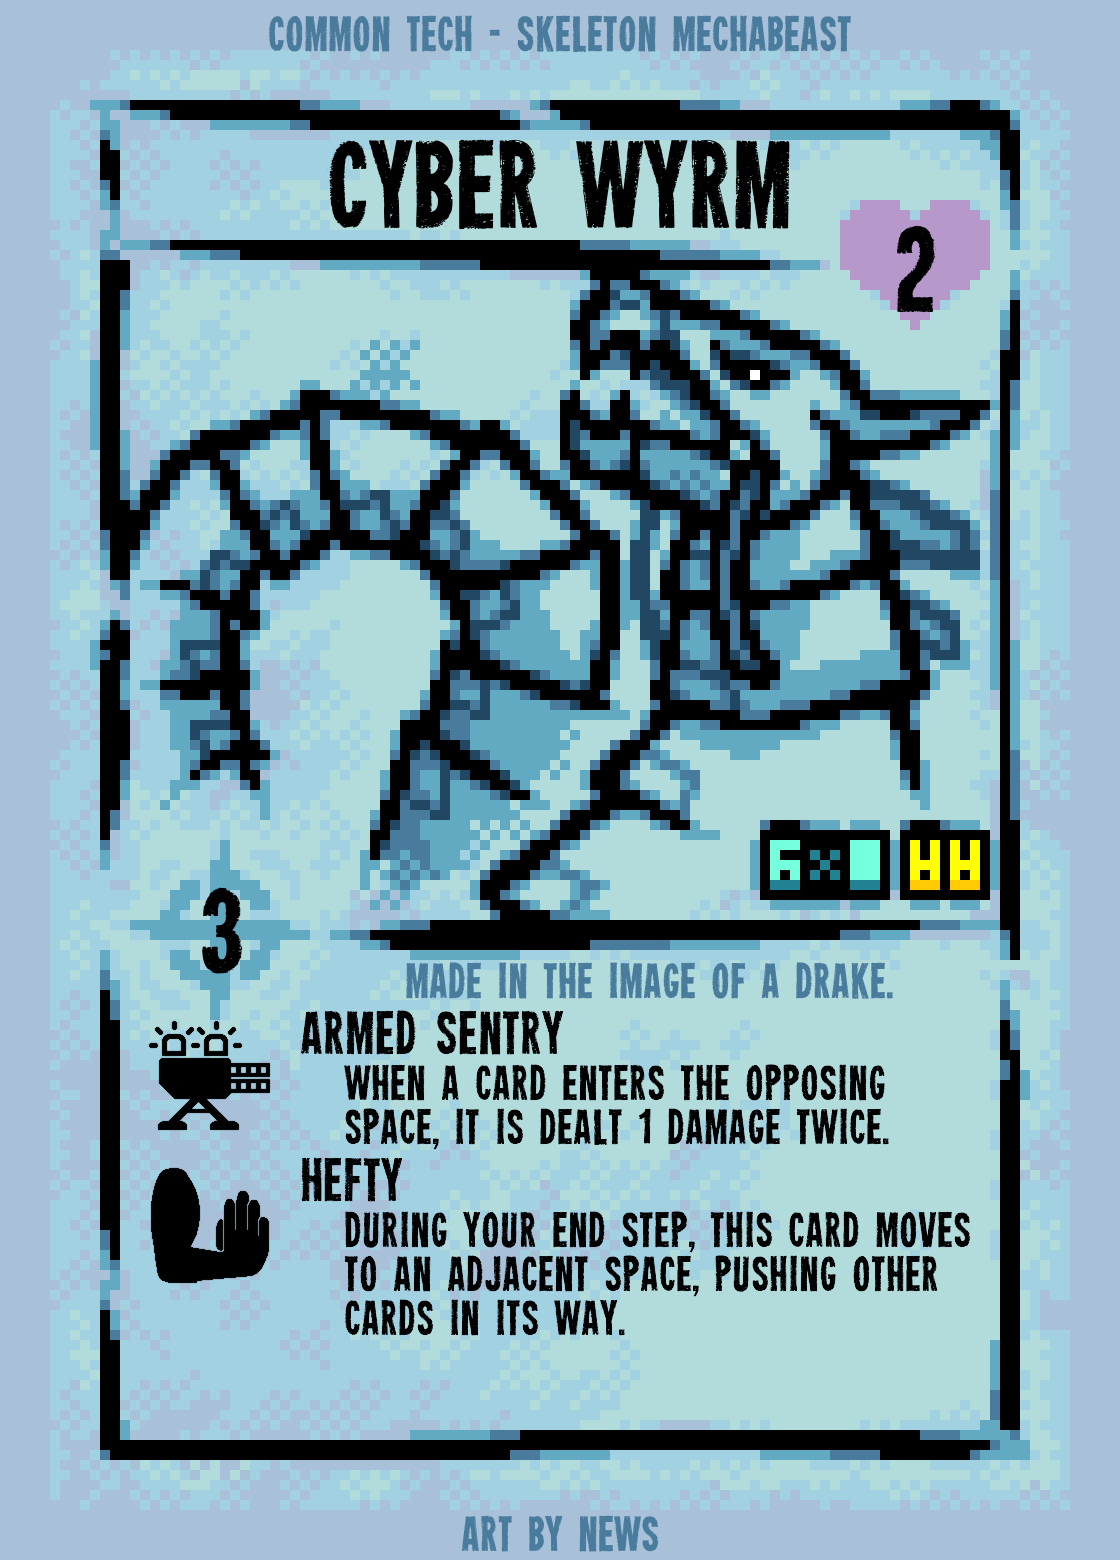 COMMON TECH - SKELETON MECHABEAST
CYBER WYRM
2
6
3
MADE IN THE IMAGE OF A DRAKE.
ARMED SENTRY
WHEN A CARD ENTERS THE OPPOSING
SPACE, IT IS DEALT 1 DAMAGE TWICE.
HEFTY
DURING YOUR END STEP, THIS CARD MOVES
TO AN ADJACENT SPACE, PUSHING OTHER
CARDS IN ITS WAY.
ART BY NEWS